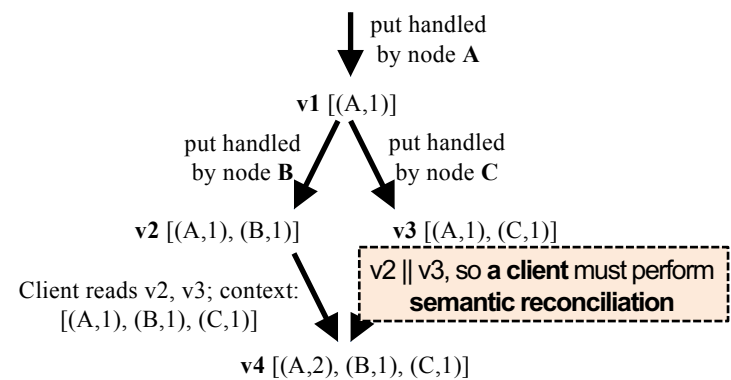 put handled
by node A
v1 [(A,1)]
put handled
by node B
put handled
by node C
v2 [(A,1), (B,1)]
v3 [(A,1), (C,1)]
v2 || v3, so a client must perform
semantic reconciliation
Client reads v2, v3; context:
[(A,1), (B,1), (C,1)]
v4 [(A,2), (B,1), (C,1)]